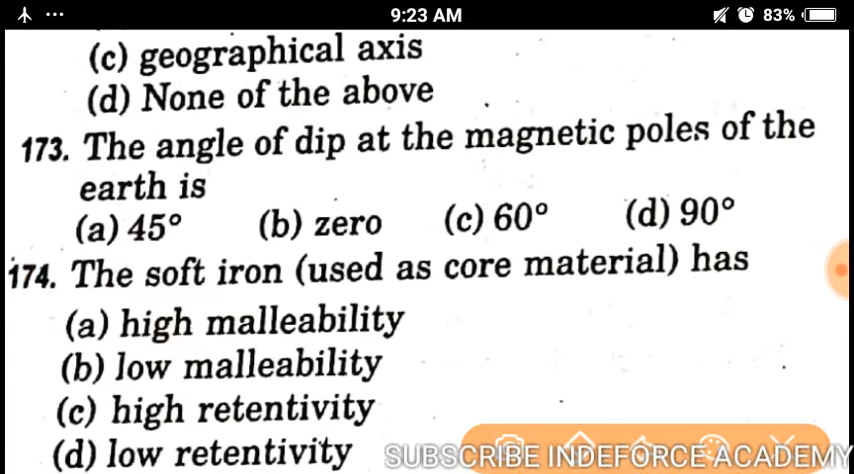 9:23 AM
83%
(c) geographical axis
(d) None of the above
173. The angle of dip at the magnetic poles of the
earth is
(a) 45° (b) zero (c) 60° (d) 90°
174. The soft iron (used as core material) has
(a) high malleability
(b) low malleability
(c) high retentivity
(d) low retentivity
SUBSCRIBE INDEFORCE ACADEMY